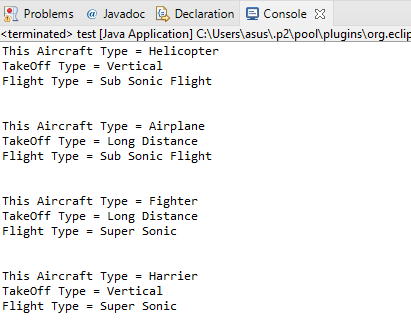 Problems @ Javadoc Declaration Console
<terminated> test [Java Application] C:\Users\asus\.p2\pool\plugins\org.eclip
This Aircraft Type = Helicopter
TakeOff Type = Vertical
Flight Type = Sub Sonic Flight
This Aircraft Type = Airplane
TakeOff Type = Long Distance
Flight Type = Sub Sonic Flight
This Aircraft Type = Fighter
TakeOff Type = Long Distance
Flight Type = Super Sonic
This Aircraft Type = Harrier
TakeOff Type = Vertical
Flight Type = Super Sonic